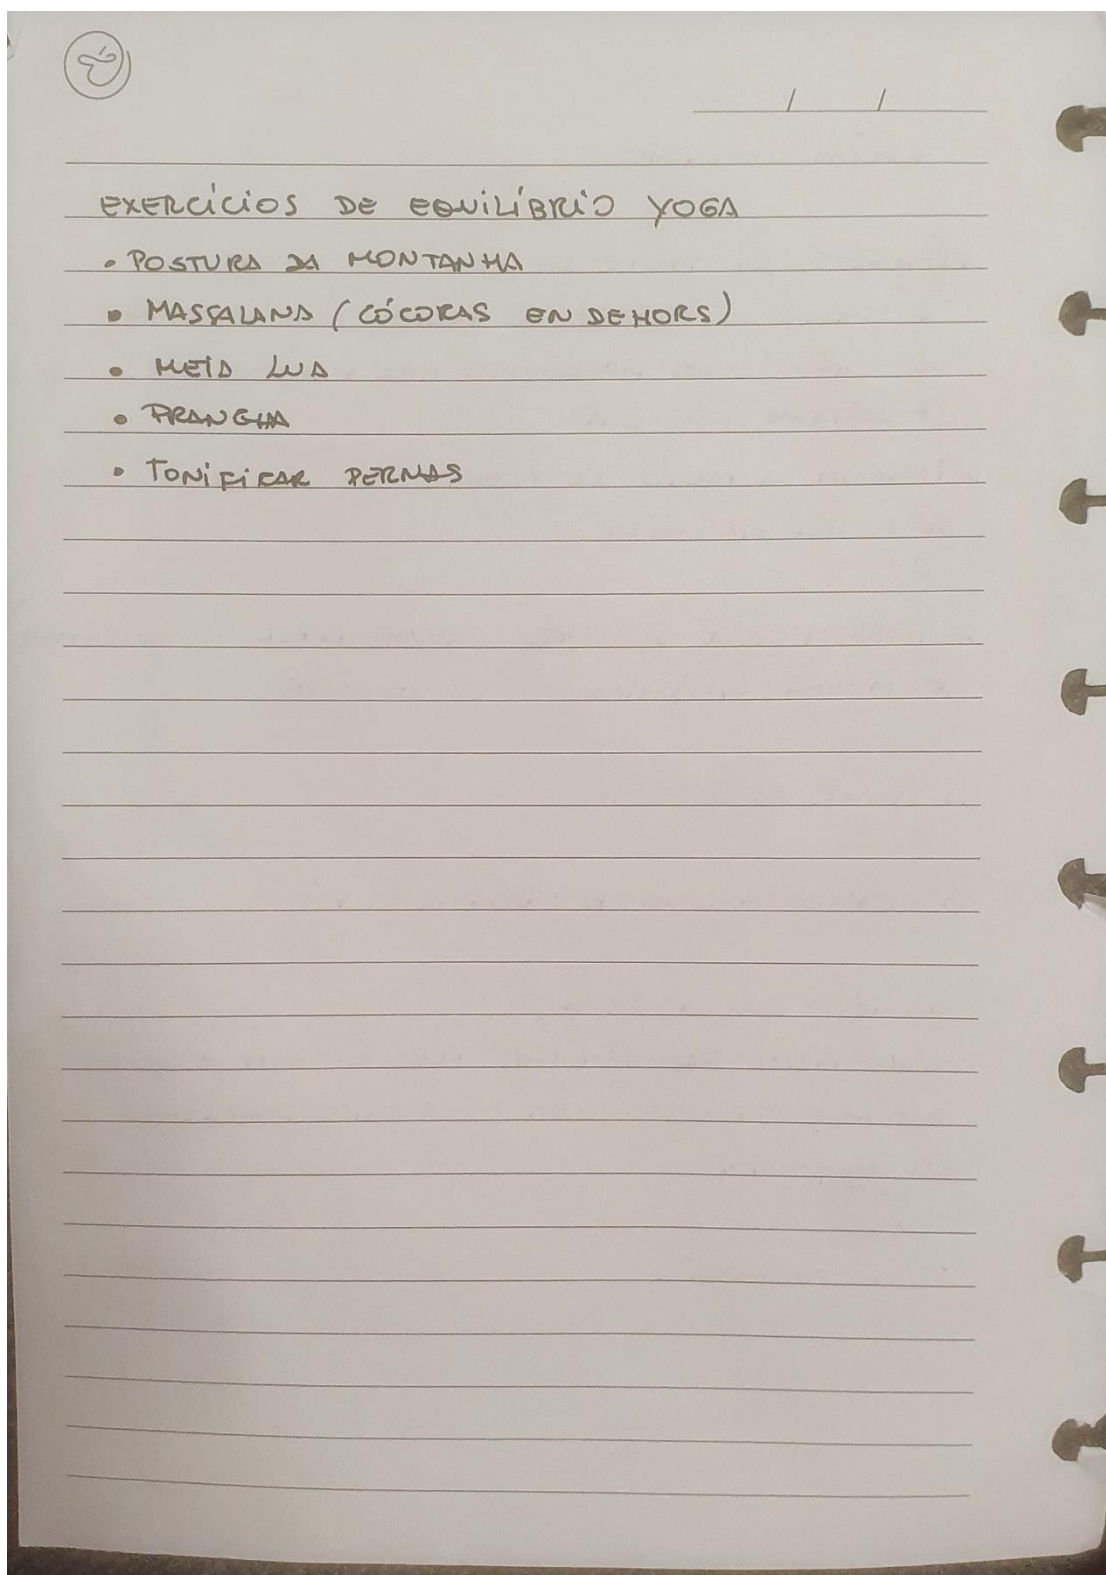 / /
EXERCÍCIOS DE EQUILÍBRIO YOGA
• POSTURA DA MONTANHA
• MASSALANA (CÓCORAS EN DEHORS)
• MEIA LUA
• PRANCHA
• TONIFICAR PERNAS